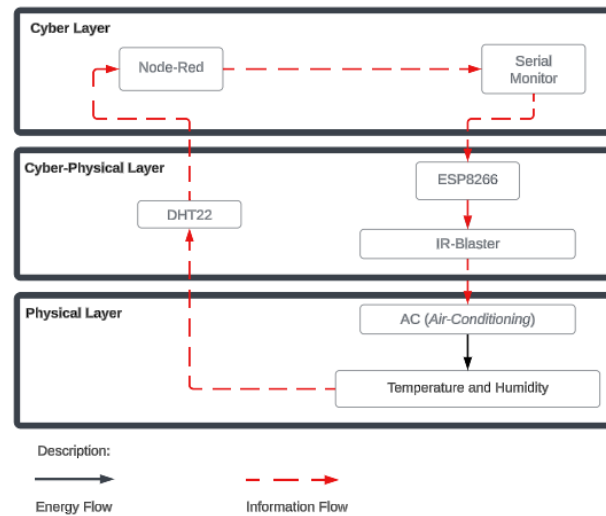 Cyber Layer
Node-Red
Serial
Monitor
Cyber-Physical Layer
ESP8266
DHT22
IR-Blaster
Physical Layer
AC (Air-Conditioning)
Temperature and Humidity
Description:
Energy Flow
Information Flow